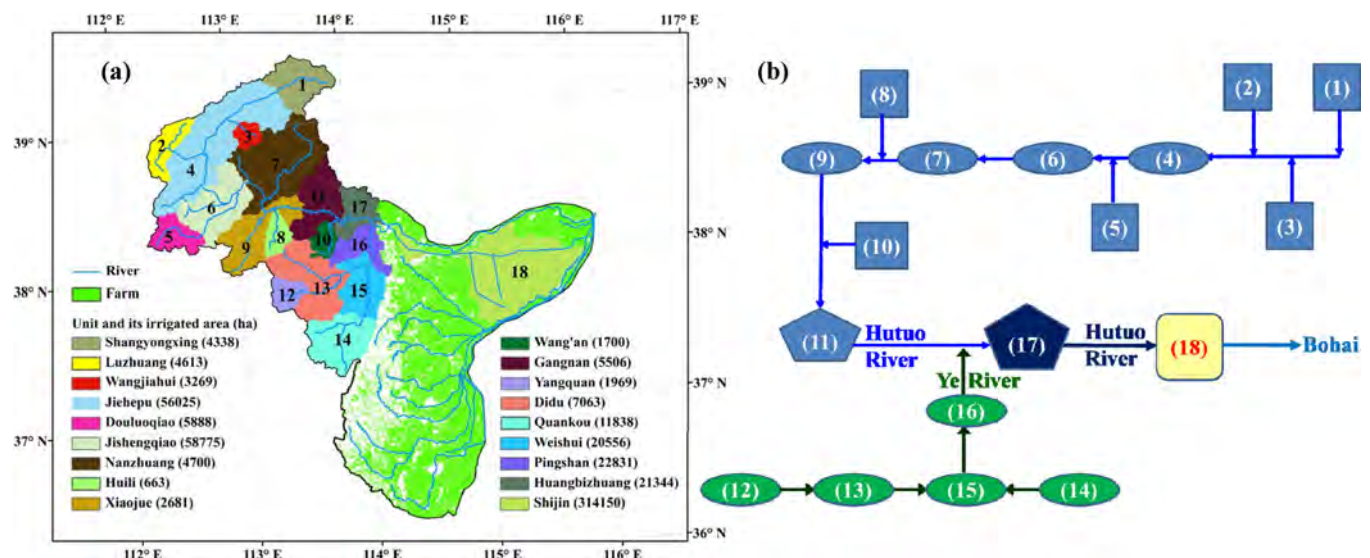 112°E 113°E 114°E 115°E 116°E 117°E
(a)
39°N
38°N
37°N
1
2
3
4
5
6
7
8
9
10
11
12
13
14
15
16
17
18
River
Farm
Unit and its irrigated area (ha)
Shangyongxing (4338)
Luzhuang (4613)
Wangjiahui (3269)
Jiehepu (56025)
Douluoqiao (5888)
Jishengqiao (58775)
Nanzhuang (4700)
Huili (663)
Xiaojue (2681)
Wang'an (1700)
Gangnan (5506)
Yangquan (1969)
Didu (7063)
Quankou (11838)
Weishui (20556)
Pingshan (22831)
Huangbizhuang (21344)
Shijin (314150)
112°E 113°E 114°E 115°E 116°E
39°N
38°N
37°N
36°N
(b)
(8) (2) (1)
(9) (7) (6) (4)
(10) (5) (3)
(11) Hutuo River (17) Hutuo River (18) Bohai
Ye River
(16)
(12) (13) (15) (14)